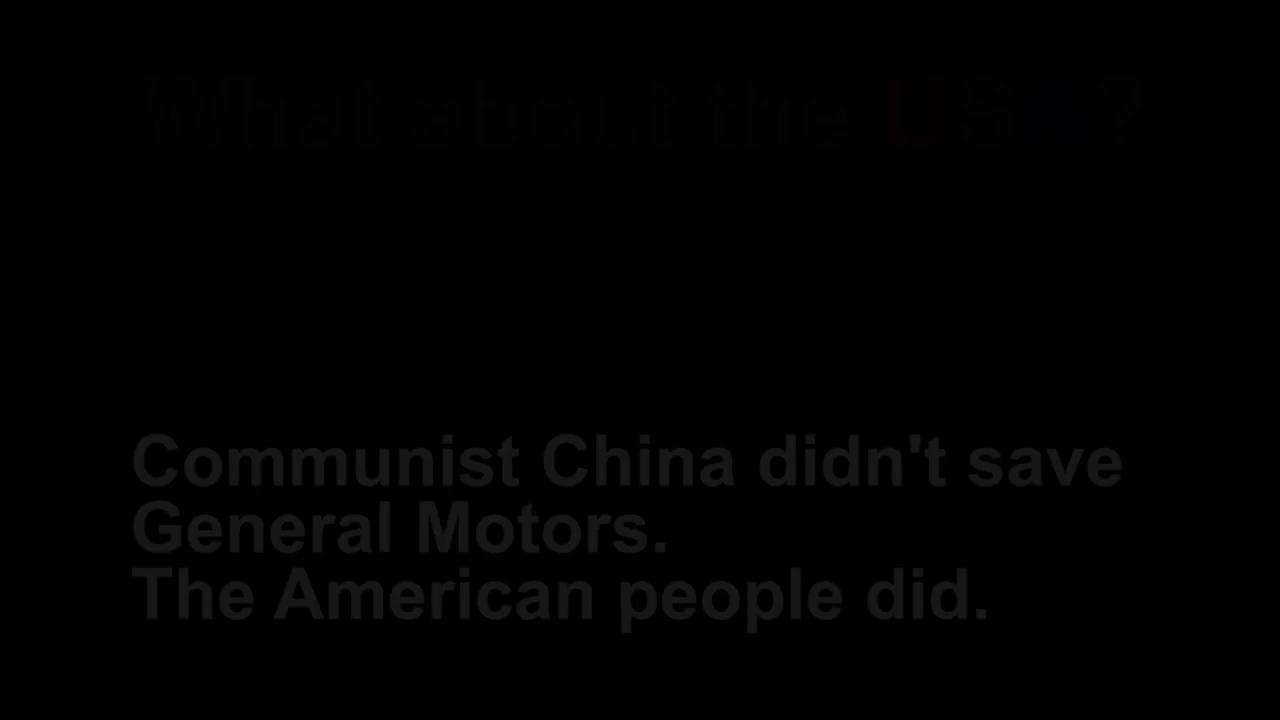 What about the USA?
Communist China didn't save
General Motors.
The American people did.